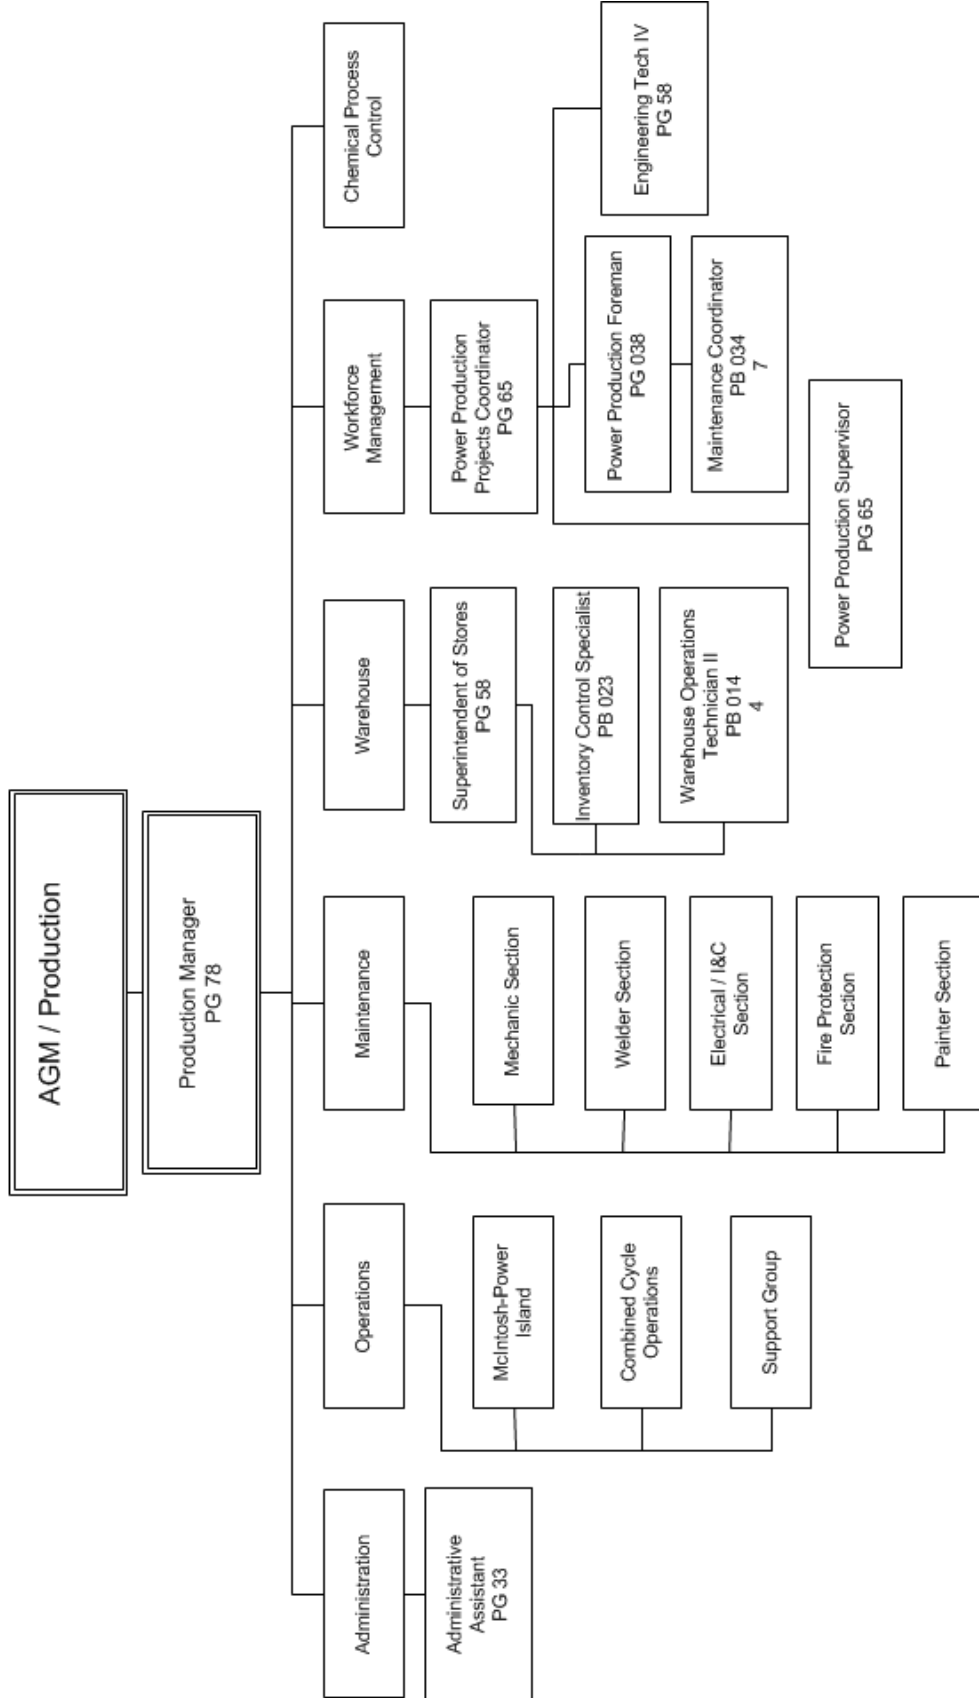 AGM / Production
Production Manager
PG 78
Administration
Administrative
Assistant
PG 33
Operations
McIntosh-Power
Island
Combined Cycle
Operations
Support Group
Maintenance
Mechanic Section
Welder Section
Electrical / I&C
Section
Fire Protection
Section
Painter Section
Warehouse
Superintendent of Stores
PG 58
Inventory Control Specialist
PB 023
Warehouse Operations
Technician II
PB 014
4
Workforce
Management
Power Production
Projects Coordinator
PG 65
Power Production Supervisor
PG 65
Power Production Foreman
PG 038
Maintenance Coordinator
PB 034
7
Engineering Tech IV
PG 58
Chemical Process
Control